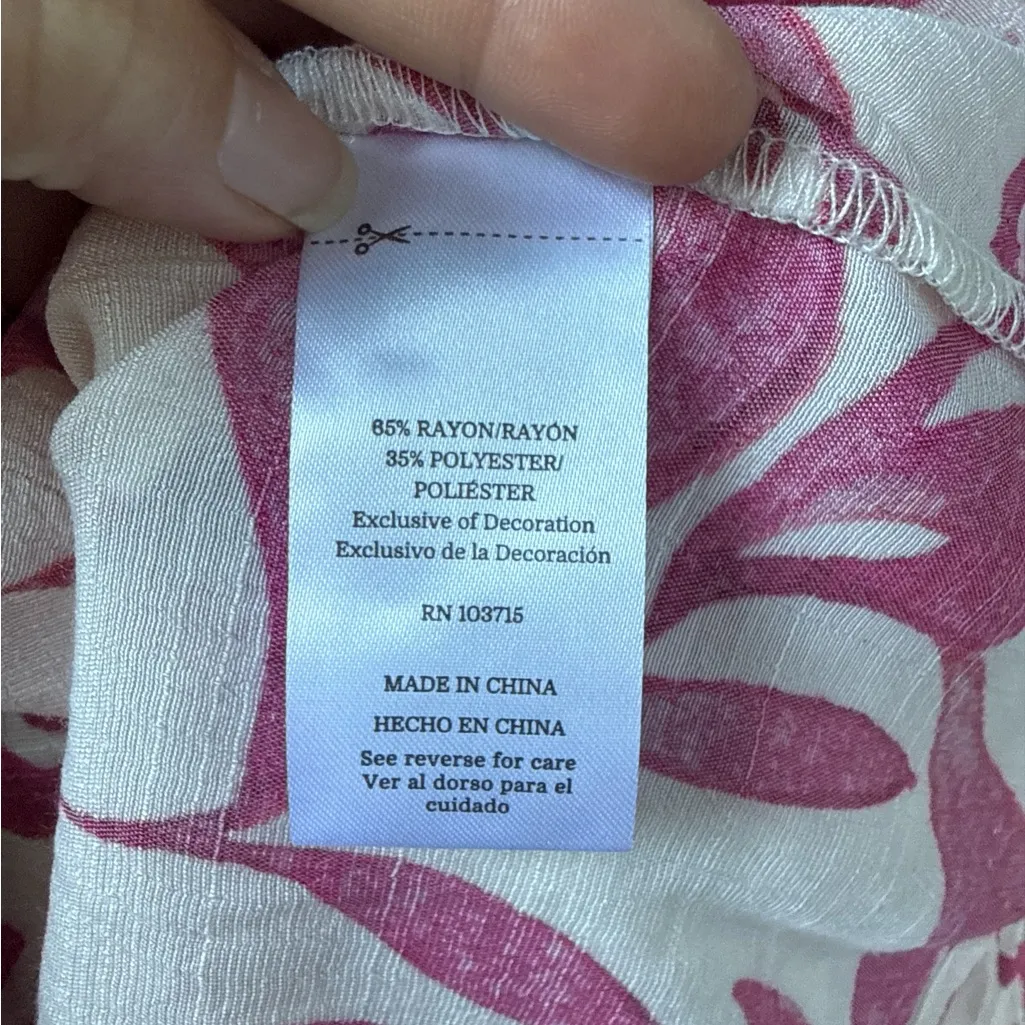 65% RAYON/RAYÓN
35% POLYESTER/
POLIÉSTER
Exclusive of Decoration
Exclusivo de la Decoración
RN 103715
MADE IN CHINA
HECHO EN CHINA
See reverse for care
Ver al dorso para el
cuidado